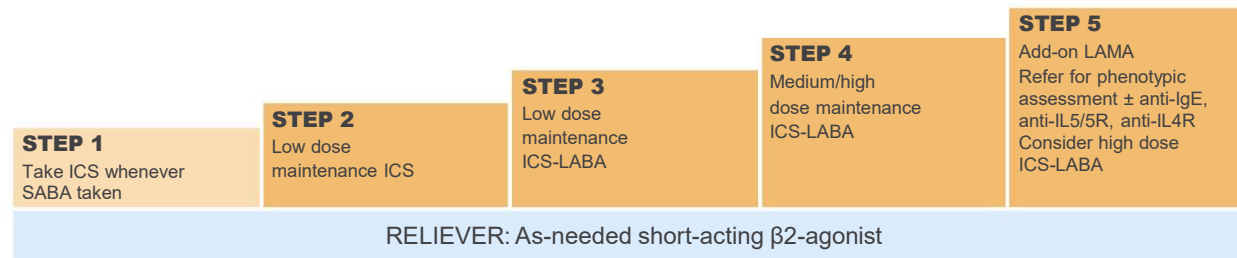 STEP 1
Take ICS whenever
SABA taken
STEP 2
Low dose
maintenance ICS
STEP 3
Low dose
maintenance
ICS-LABA
STEP 4
Medium/high
dose maintenance
ICS-LABA
STEP 5
Add-on LAMA
Refer for phenotypic
assessment ± anti-IgE,
anti-IL5/5R, anti-IL4R
Consider high dose
ICS-LABA
RELIEVER: As-needed short-acting β2-agonist